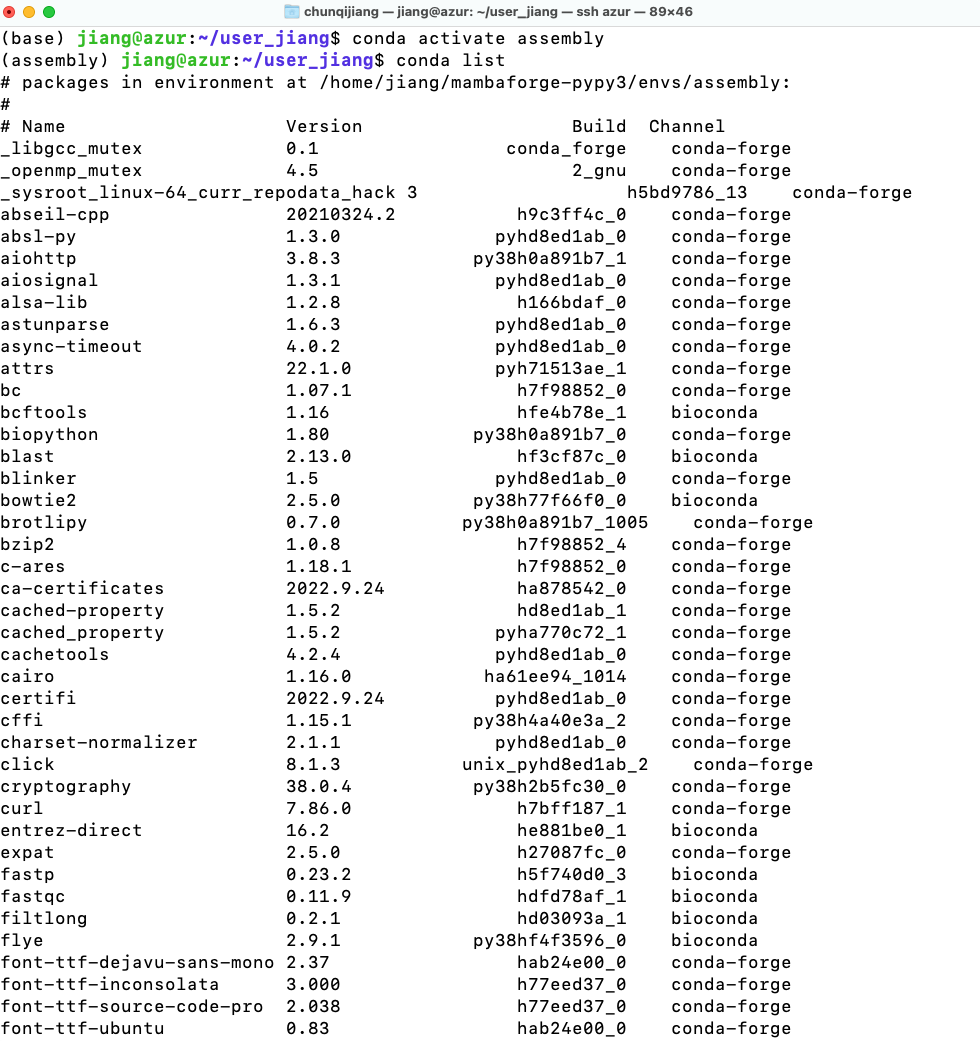 chunqijiang — jiang@azur: ~/user_jiang — ssh azur — 89×46
(base) jiang@azur:~/user_jiang$ conda activate assembly
(assembly) jiang@azur:~/user_jiang$ conda list
# packages in environment at /home/jiang/mambaforge-pypy3/envs/assembly:
#
# Name                    Version                   Build  Channel
_libgcc_mutex             0.1                 conda_forge    conda-forge
_openmp_mutex             4.5                       2_gnu    conda-forge
_sysroot_linux-64_curr_repodata_hack 3                   h5bd9786_13    conda-forge
abseil-cpp                20210324.2           h9c3ff4c_0    conda-forge
absl-py                   1.3.0              pyhd8ed1ab_0    conda-forge
aiohttp                   3.8.3            py38h0a891b7_1    conda-forge
aiosignal                 1.3.1              pyhd8ed1ab_0    conda-forge
alsa-lib                  1.2.8                h166bdaf_0    conda-forge
astunparse                1.6.3              pyhd8ed1ab_0    conda-forge
async-timeout             4.0.2              pyhd8ed1ab_0    conda-forge
attrs                     22.1.0             pyh71513ae_1    conda-forge
bc                        1.07.1               h7f98852_0    conda-forge
bcftools                  1.16                 hfe4b78e_1    bioconda
biopython                 1.80             py38h0a891b7_0    conda-forge
blast                     2.13.0               hf3cf87c_0    bioconda
blinker                   1.5                pyhd8ed1ab_0    conda-forge
bowtie2                   2.5.0            py38h77f66f0_0    bioconda
brotlipy                  0.7.0           py38h0a891b7_1005    conda-forge
bzip2                     1.0.8                h7f98852_4    conda-forge
c-ares                    1.18.1               h7f98852_0    conda-forge
ca-certificates           2022.9.24            ha878542_0    conda-forge
cached-property           1.5.2                hd8ed1ab_1    conda-forge
cached_property           1.5.2              pyha770c72_1    conda-forge
cachetools                4.2.4              pyhd8ed1ab_0    conda-forge
cairo                     1.16.0            ha61ee94_1014    conda-forge
certifi                   2022.9.24          pyhd8ed1ab_0    conda-forge
cffi                      1.15.1           py38h4a40e3a_2    conda-forge
charset-normalizer        2.1.1              pyhd8ed1ab_0    conda-forge
click                     8.1.3           unix_pyhd8ed1ab_2    conda-forge
cryptography              38.0.4           py38h2b5fc30_0    conda-forge
curl                      7.86.0               h7bff187_1    conda-forge
entrez-direct             16.2                 he881be0_1    bioconda
expat                     2.5.0                h27087fc_0    conda-forge
fastp                     0.23.2               h5f740d0_3    bioconda
fastqc                    0.11.9               hdfd78af_1    bioconda
filtlong                  0.2.1                hd03093a_1    bioconda
flye                      2.9.1            py38hf4f3596_0    bioconda
font-ttf-dejavu-sans-mono 2.37                 hab24e00_0    conda-forge
font-ttf-inconsolata      3.000                h77eed37_0    conda-forge
font-ttf-source-code-pro  2.038                h77eed37_0    conda-forge
font-ttf-ubuntu           0.83                 hab24e00_0    conda-forge